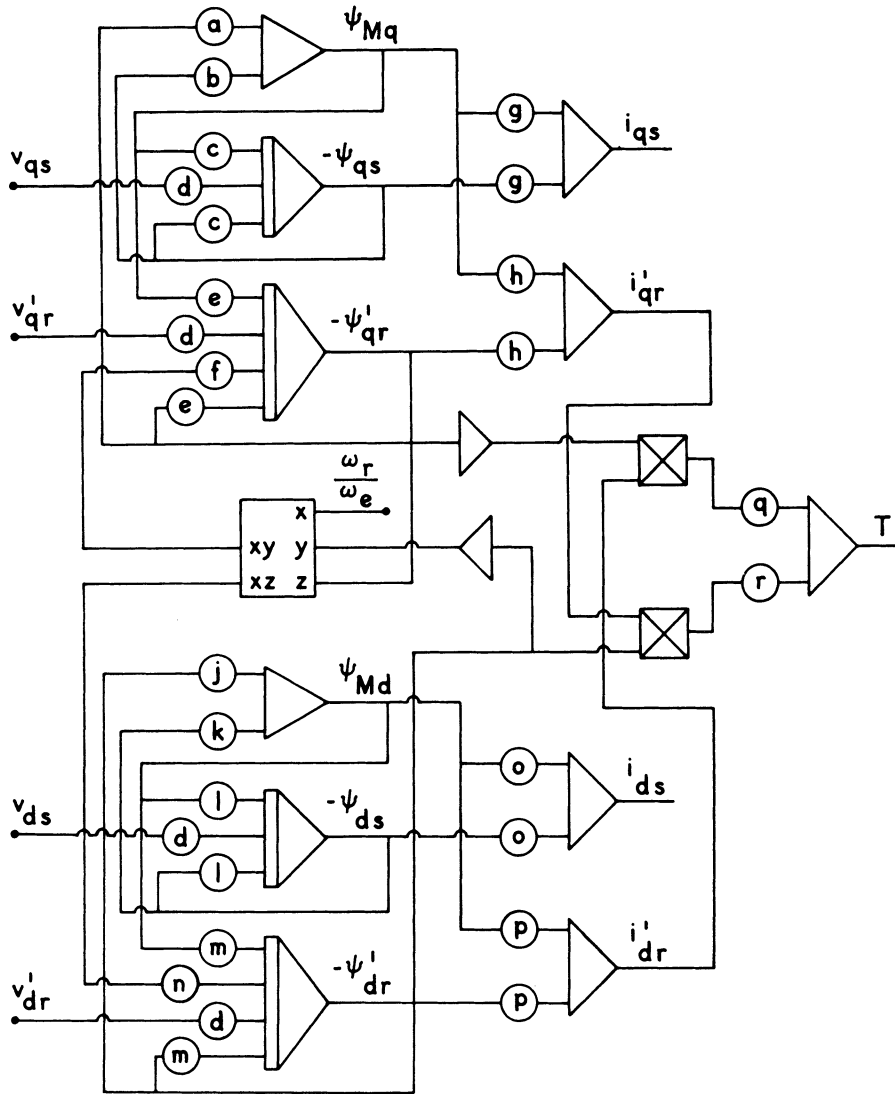 a
ψMq
b
g
iqs
c
-ψqs
vqs
d
g
c
h
e
i'qr
v'qr
d
-ψ'qr
h
f
e
ωr/ωe
x
q
T
xy y
xz z
r
j
ψMd
k
o
ids
l
-ψds
vds
d
o
l
p
m
i'dr
n
-ψ'dr
v'dr
d
p
m